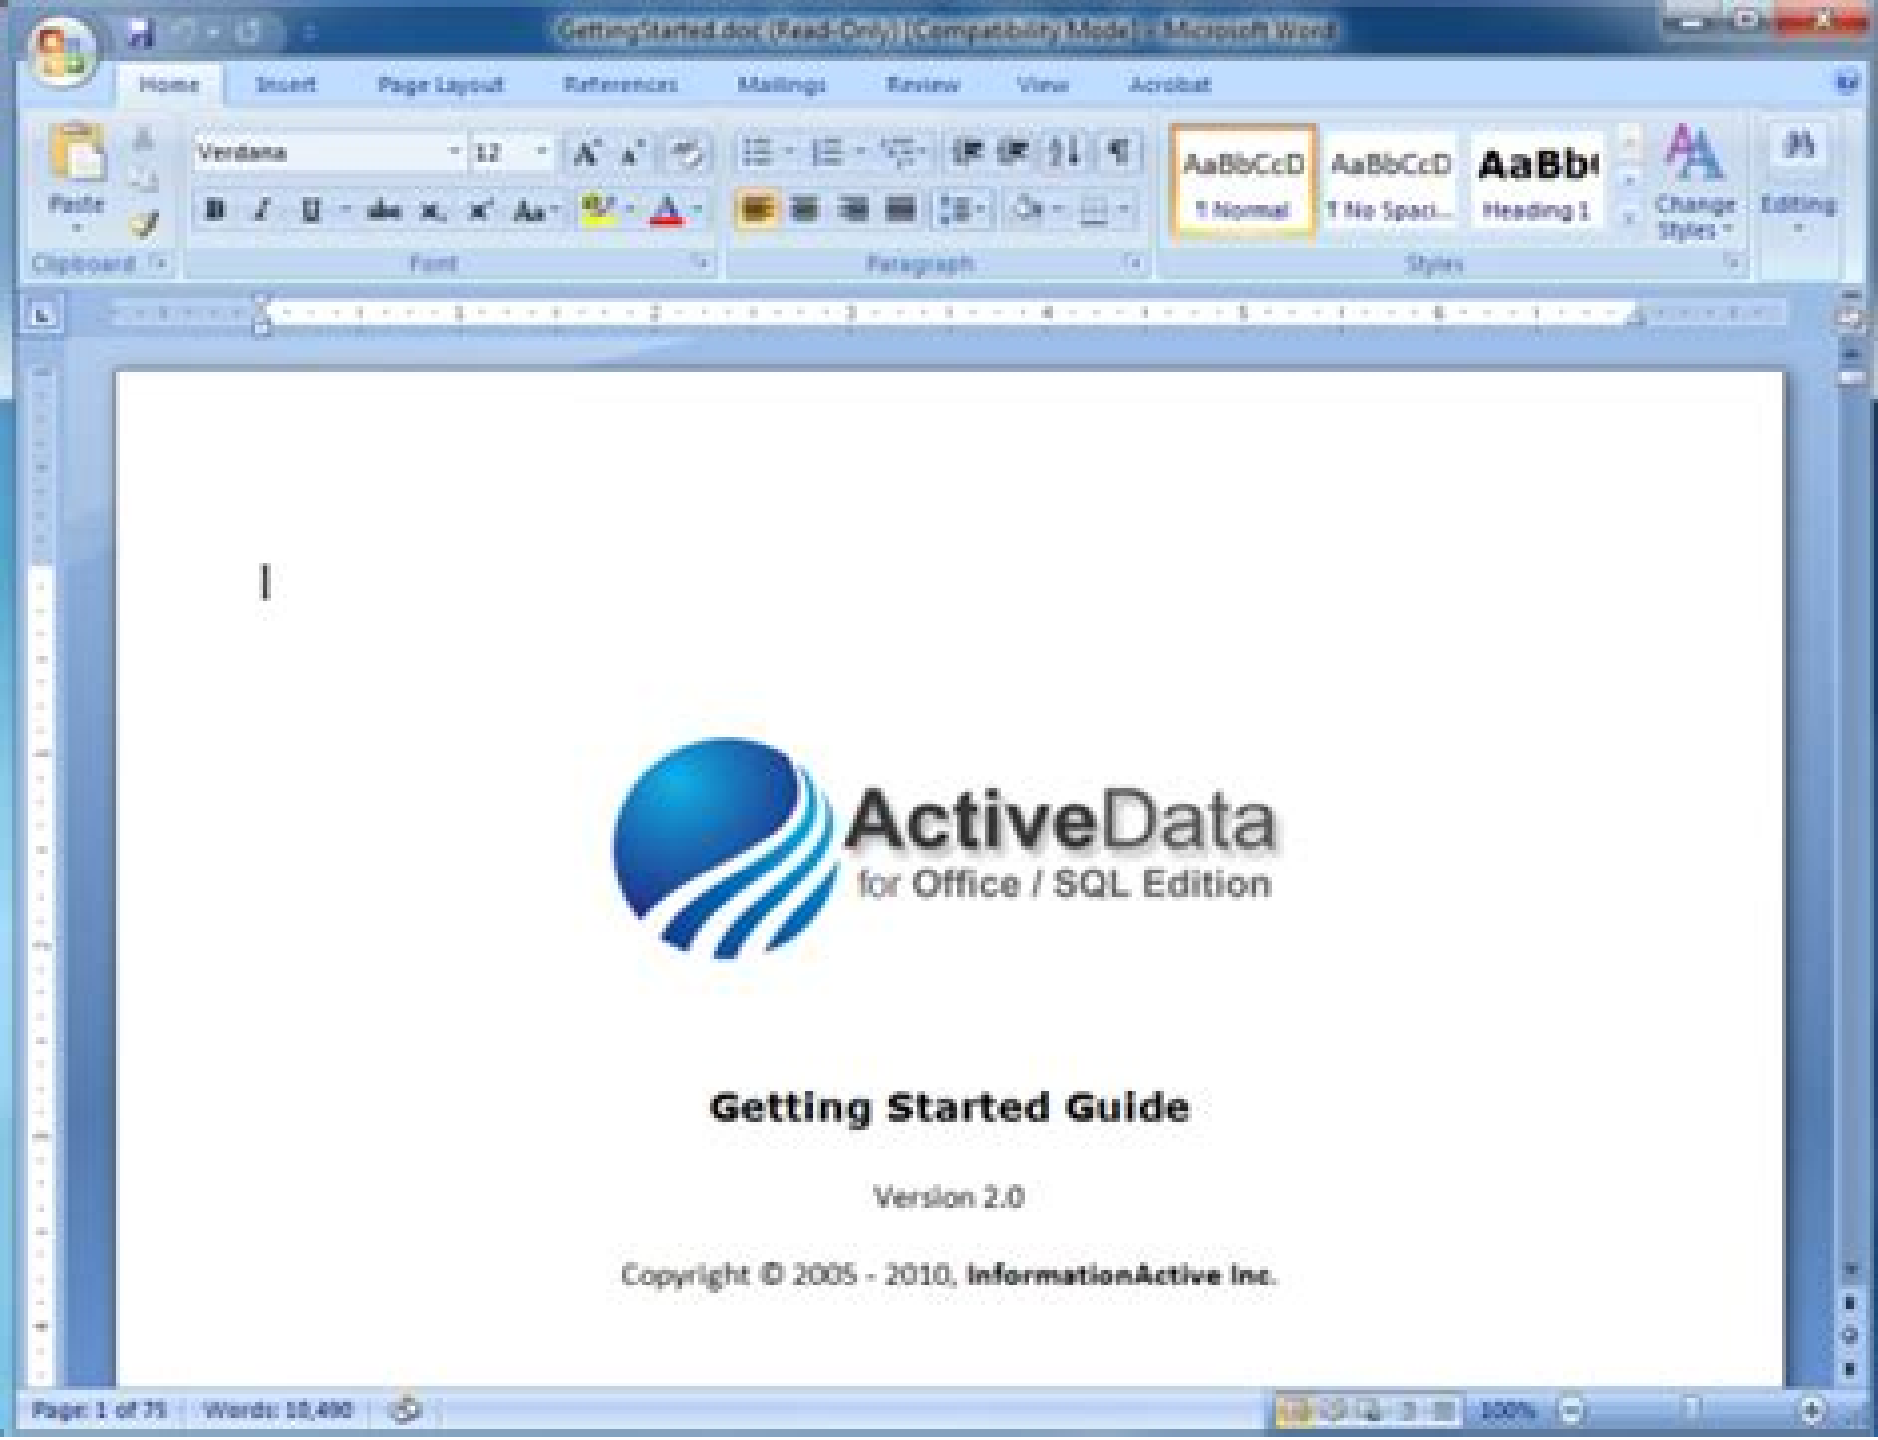 GettingStarted.doc (Read-Only) [Compatibility Mode] - Microsoft Word
Home Insert Page Layout References Mailings Review View Acrobat
Verdana 12
AaBbCcD AaBbCcD AaBb
Paste
B I U abc x, x Aa A
¶ Normal ¶ No Spaci... Heading 1
Change Styles
Editing
Clipboard Font Paragraph Styles
ActiveData
for Office / SQL Edition
Getting Started Guide
Version 2.0
Copyright © 2005 - 2010, InformationActive Inc.
Page: 1 of 75 Words: 10,490 100%